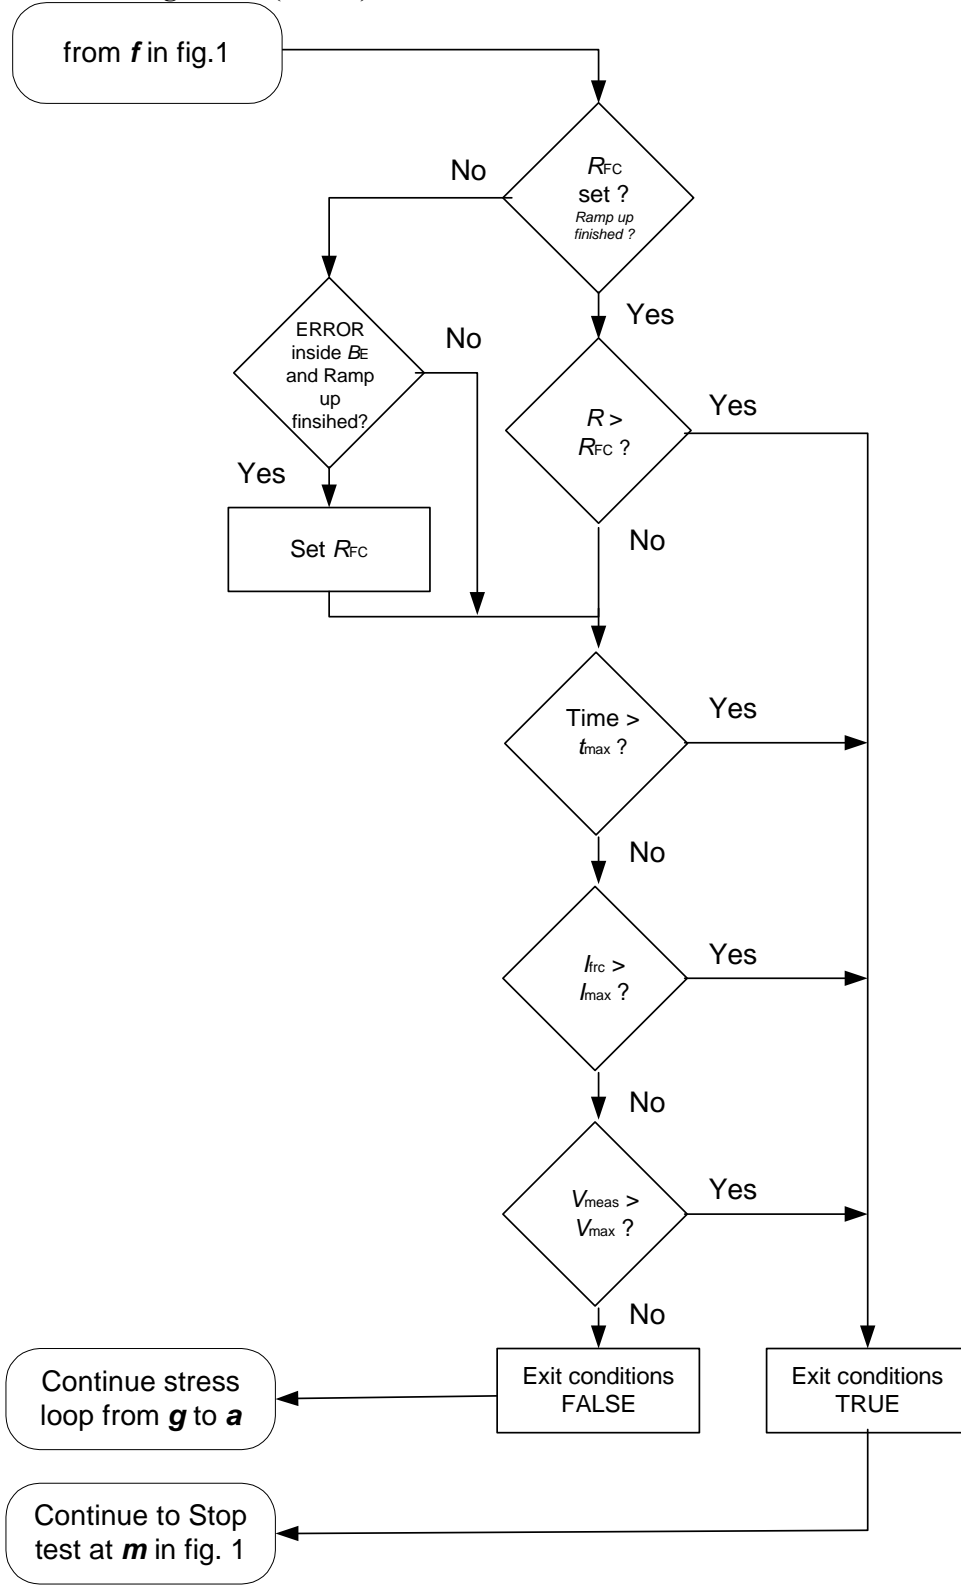 from f in fig.1
RFC
set ?
Ramp up
finished ?
No
Yes
ERROR
inside BE
and Ramp
up
finsihed?
No
Yes
Set RFC
R >
RFC ?
Yes
No
Time >
tmax ?
Yes
No
Ifrc >
Imax ?
Yes
No
Vmeas >
Vmax ?
Yes
No
Exit conditions
FALSE
Exit conditions
TRUE
Continue stress
loop from g to a
Continue to Stop
test at m in fig. 1